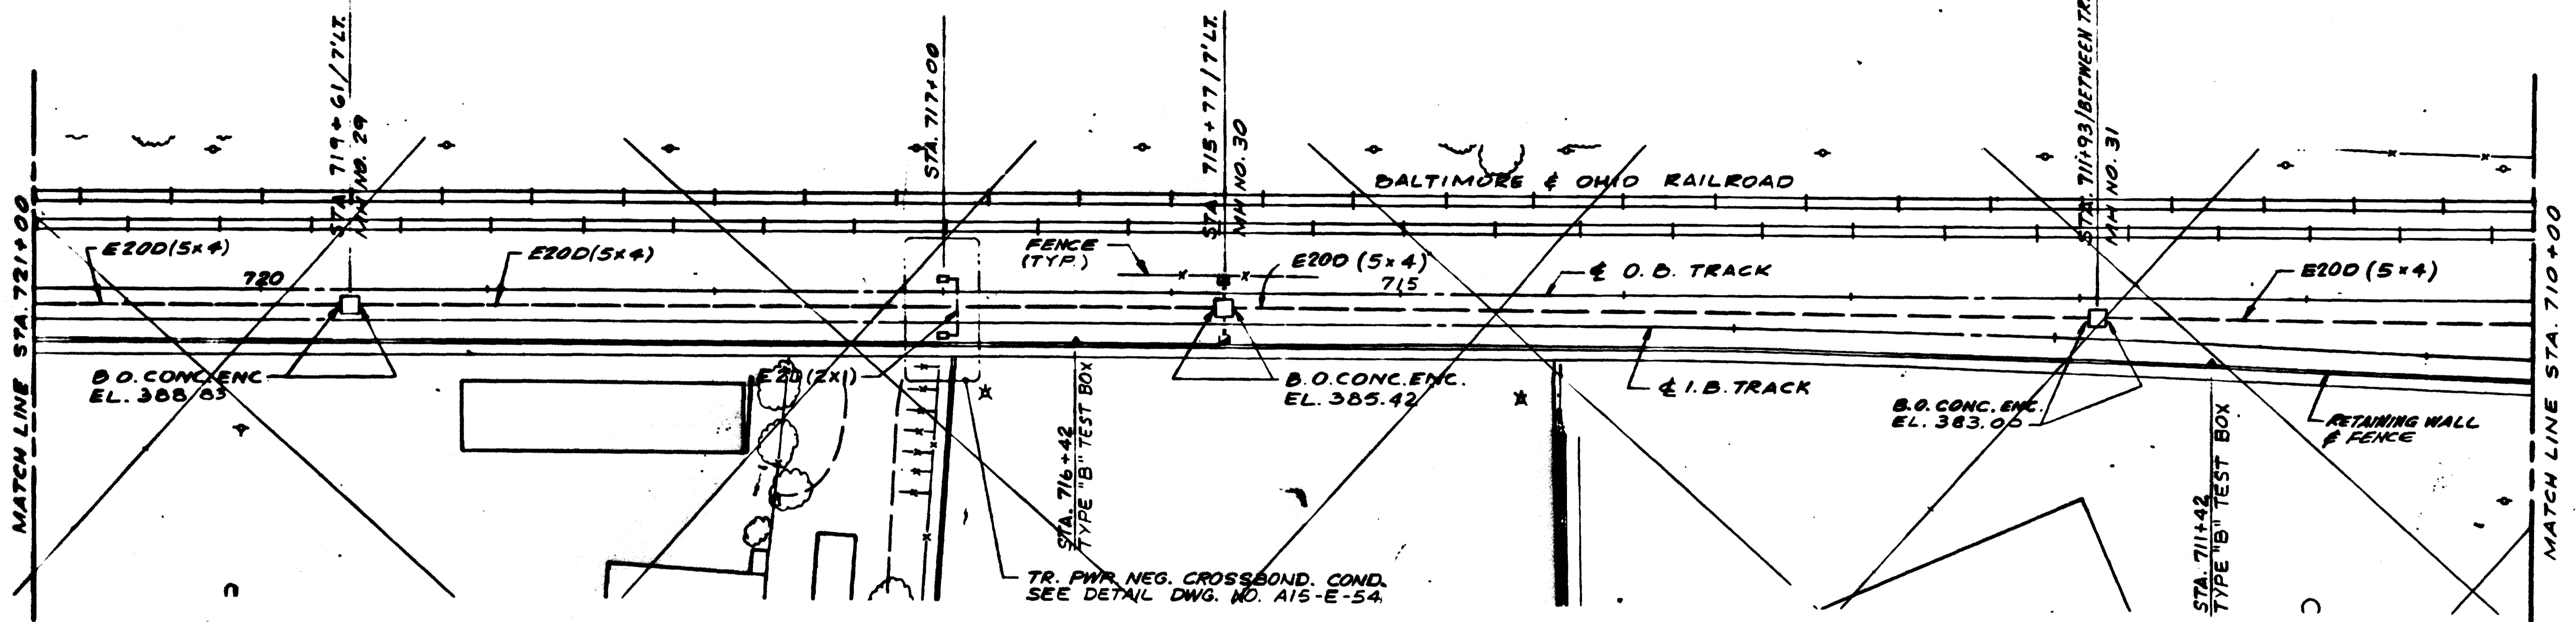 MATCH LINE STA. 721+00
STA. 719+61/7'LT.
MH NO. 29
STA. 717+00
STA. 715+77/7'LT.
MH NO. 30
STA. 711+93/BETWEEN TR.
MH NO. 31
BALTIMORE & OHIO RAILROAD
E20D(5x4)
720
E20D(5x4)
FENCE
(TYP.)
E20D (5x4)
715
℄ O.B. TRACK
E20D (5x4)
B.O. CONC. ENC.
EL. 388.83
E2D(2x1)
B.O. CONC. ENC.
EL. 385.42
℄ I.B. TRACK
B.O. CONC. ENC.
EL. 383.00
RETAINING WALL
& FENCE
STA. 716+42
TYPE "B" TEST BOX
STA. 711+42
TYPE "B" TEST BOX
TR. PWR NEG. CROSSBOND. COND.
SEE DETAIL DWG. NO. A15-E-54
MATCH LINE STA. 710+00